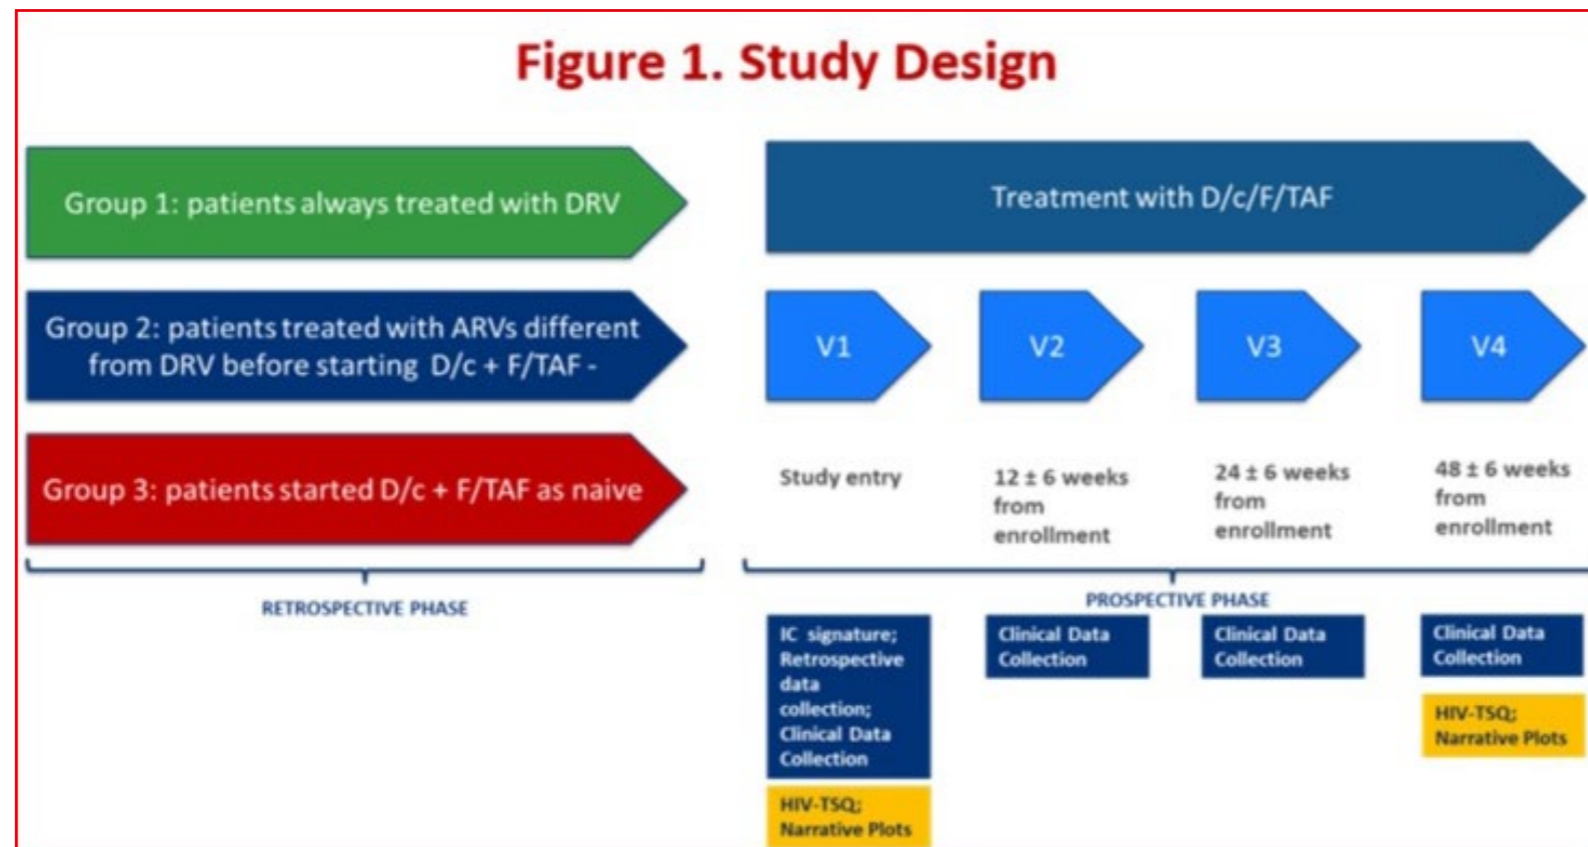 Figure 1. Study Design
Group 1: patients always treated with DRV
Group 2: patients treated with ARVs different
from DRV before starting D/c + F/TAF -
Group 3: patients started D/c + F/TAF as naive
RETROSPECTIVE PHASE
Treatment with D/c/F/TAF
V1
V2
V3
V4
Study entry
12 ± 6 weeks
from
enrollment
24 ± 6 weeks
from
enrollment
48 ± 6 weeks
from
enrollment
PROSPECTIVE PHASE
IC signature;
Retrospective
data
collection;
Clinical Data
Collection
HIV-TSQ;
Narrative Plots
Clinical Data
Collection
Clinical Data
Collection
Clinical Data
Collection
HIV-TSQ;
Narrative Plots